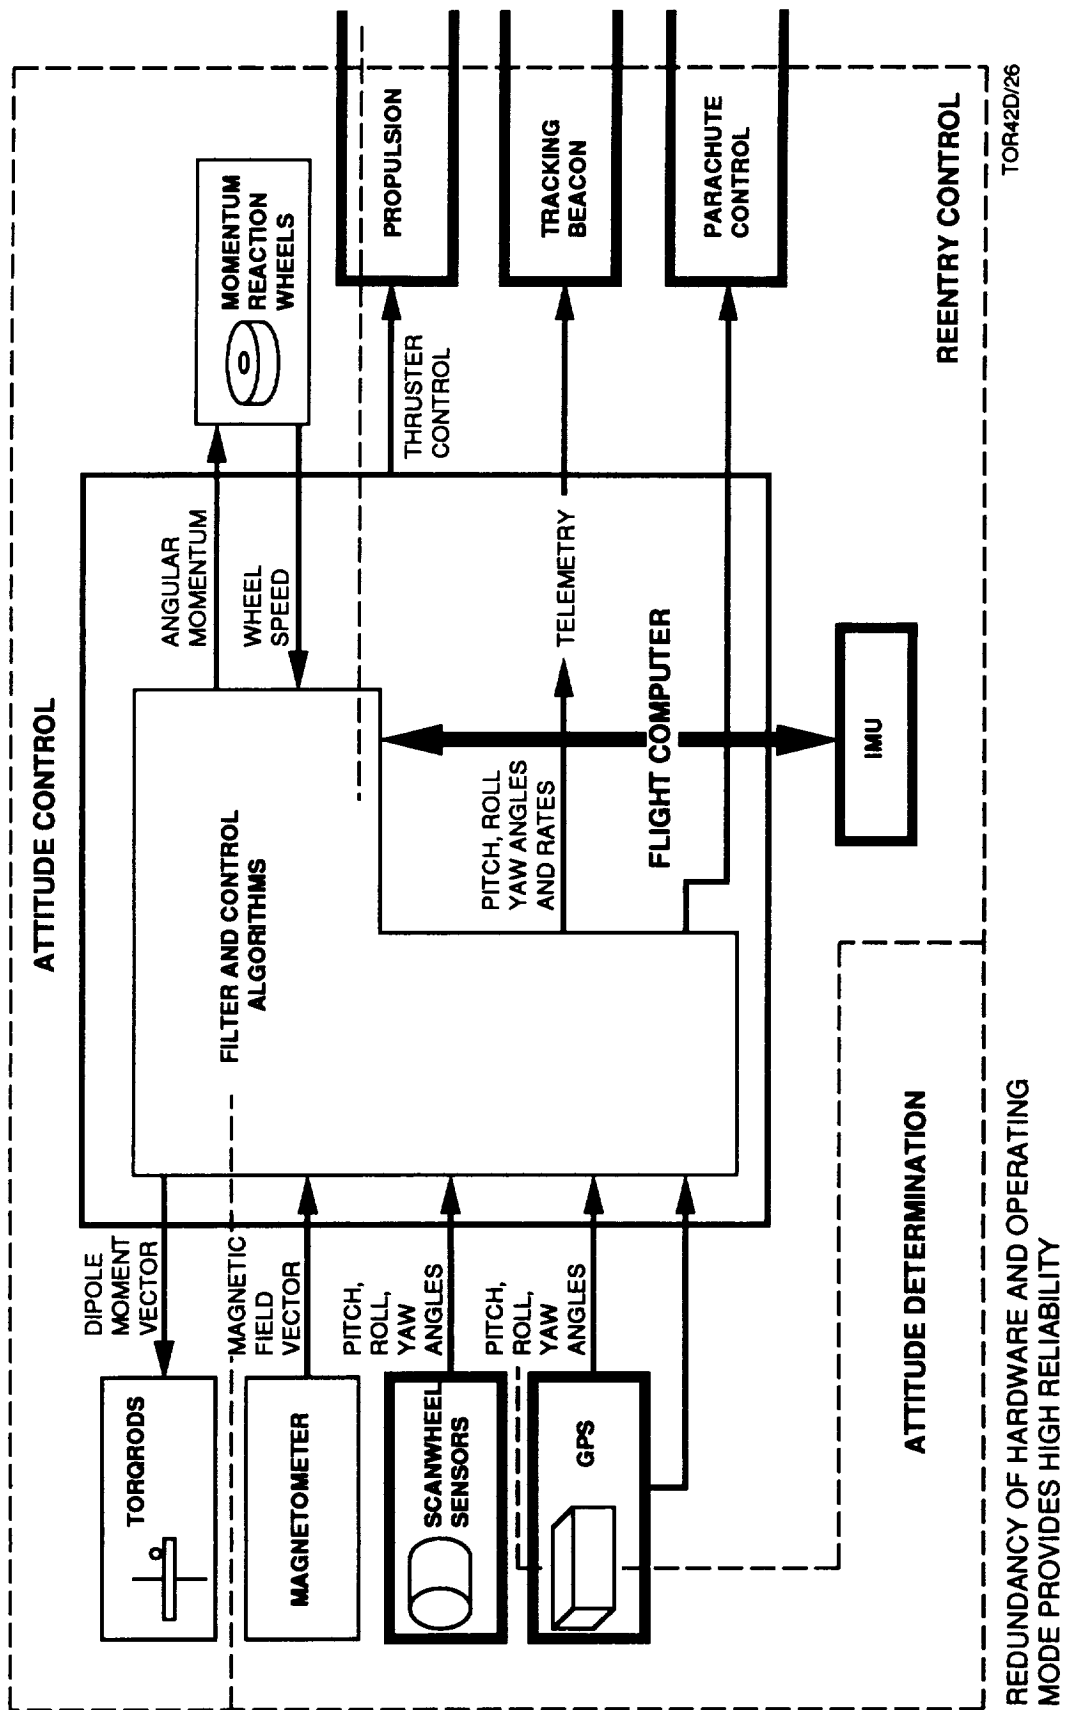 ATTITUDE CONTROL
TORQRODS
DIPOLE
MOMENT
VECTOR
MAGNETOMETER
MAGNETIC
FIELD
VECTOR
SCANWHEEL
SENSORS
PITCH,
ROLL,
YAW
ANGLES
GPS
PITCH,
ROLL,
YAW
ANGLES
FILTER AND CONTROL
ALGORITHMS
ANGULAR
MOMENTUM
WHEEL
SPEED
MOMENTUM
REACTION
WHEELS
THRUSTER
CONTROL
PROPULSION
PITCH, ROLL
YAW ANGLES
AND RATES
TELEMETRY
TRACKING
BEACON
FLIGHT COMPUTER
PARACHUTE
CONTROL
IMU
ATTITUDE DETERMINATION
REENTRY CONTROL
TOR42D/26
REDUNDANCY OF HARDWARE AND OPERATING
MODE PROVIDES HIGH RELIABILITY